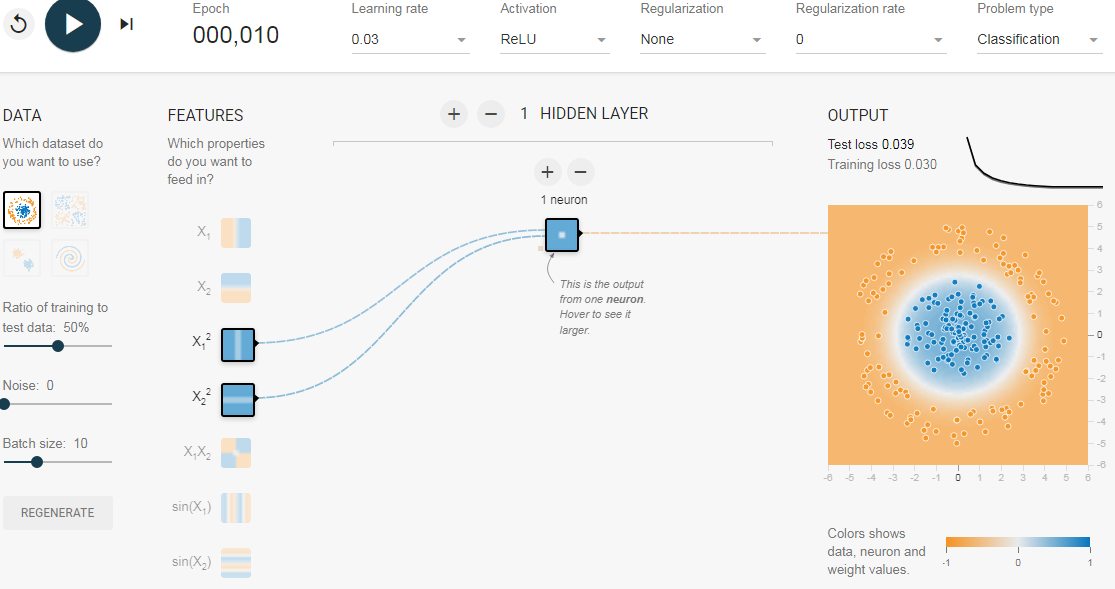 Epoch
000,010
Learning rate
0.03
Activation
ReLU
Regularization
None
Regularization rate
0
Problem type
Classification
DATA
Which dataset do
you want to use?
Ratio of training to
test data: 50%
Noise: 0
Batch size: 10
REGENERATE
FEATURES
Which properties
do you want to
feed in?
X1
X2
X1²
X2²
X1X2
sin(X1)
sin(X2)
+ − 1 HIDDEN LAYER
+ −
1 neuron
This is the output
from one neuron.
Hover to see it
larger.
OUTPUT
Test loss 0.039
Training loss 0.030
6
5
4
3
2
1
0
-1
-2
-3
-4
-5
-6
-6 -5 -4 -3 -2 -1 0 1 2 3 4 5 6
Colors shows
data, neuron and
weight values.
-1 0 1